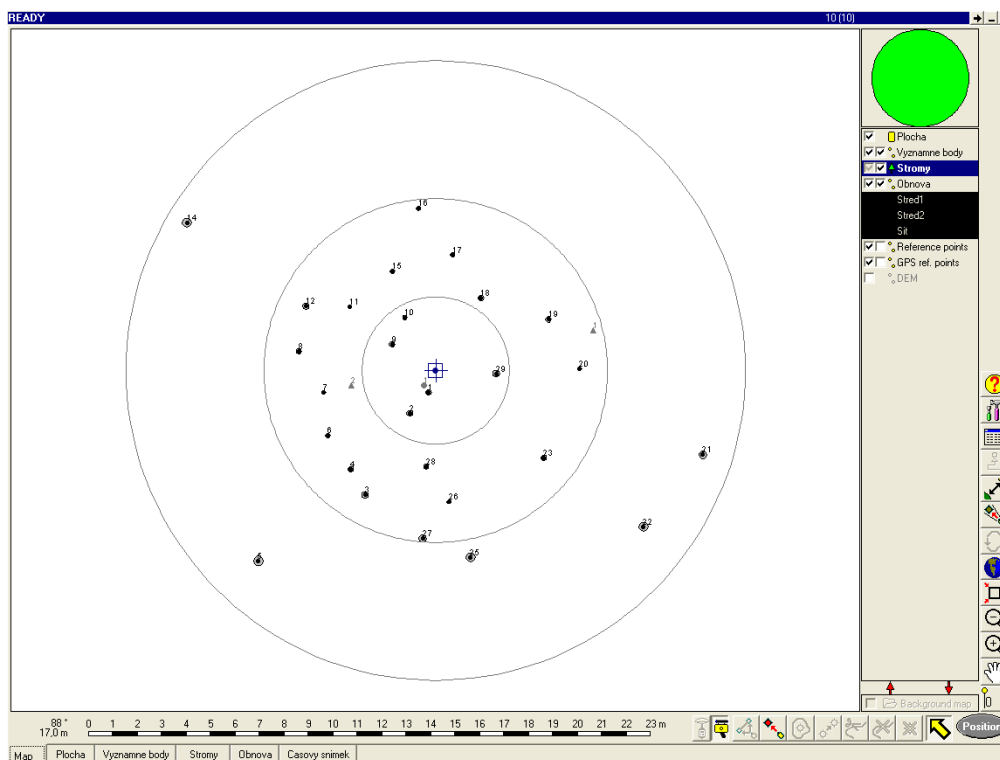 READY 10 (10)
Plocha
Vyznamne body
Stromy
Obnova
Stred1
Stred2
Sit
Reference points
GPS ref. points
DEM
16
14
17
15
18
12
11
10
19
1
9
8
20
29
2
1
7
1
2
6
23
21
28
4
3
26
22
27
25
5
Background map
88 °
17,0 m
0 1 2 3 4 5 6 7 8 9 10 11 12 13 14 15 16 17 18 19 20 21 22 23 m
Position
Map Plocha Vyznamne body Stromy Obnova Casovy snimek